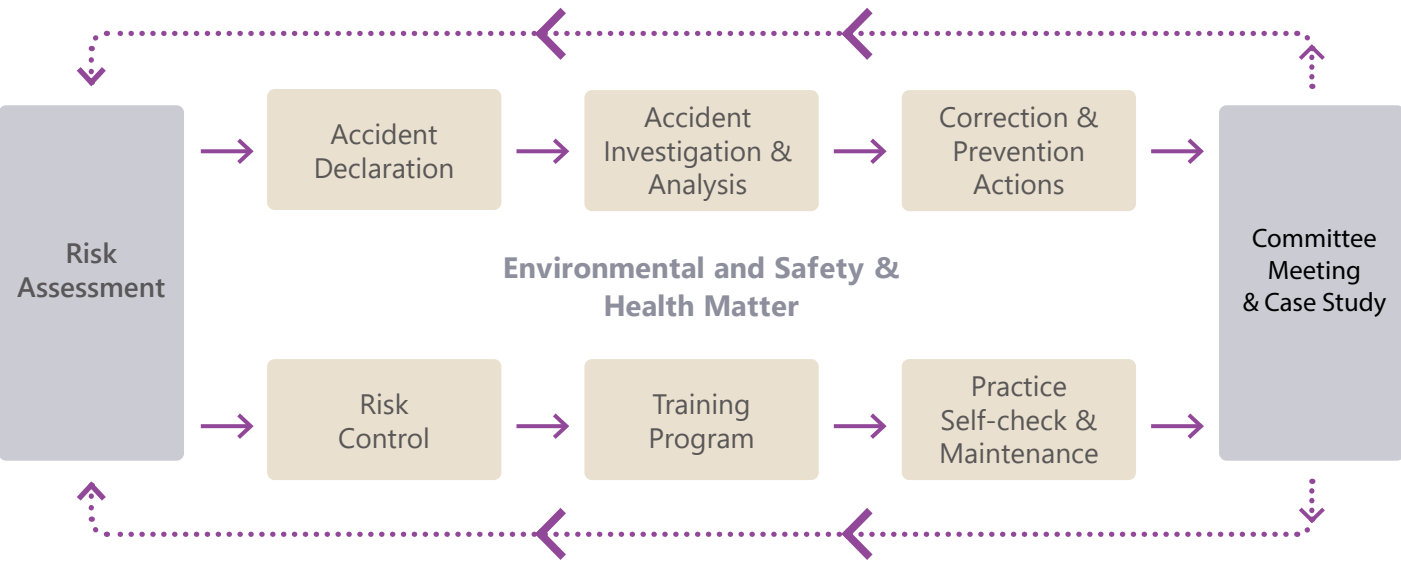 Risk
Assessment
Accident
Declaration
Accident
Investigation &
Analysis
Correction &
Prevention
Actions
Environmental and Safety &
Health Matter
Risk
Control
Training
Program
Practice
Self-check &
Maintenance
Committee
Meeting
& Case Study